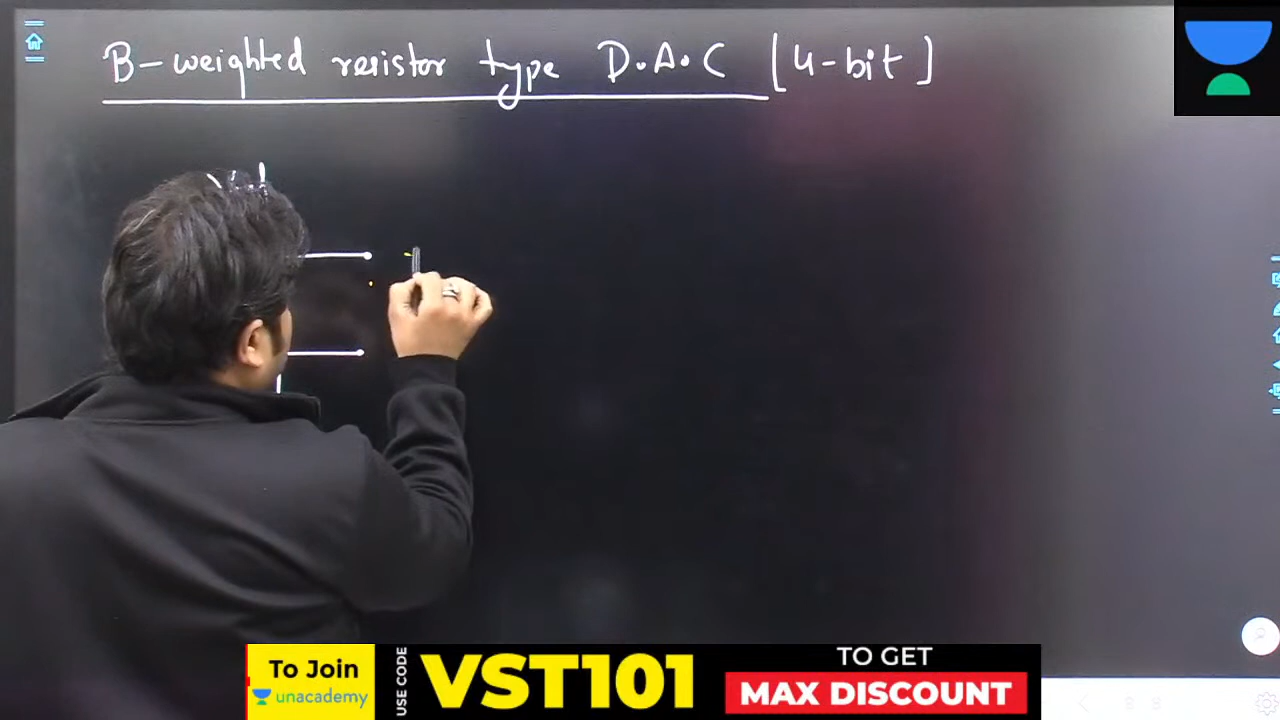 B-weighted resistor type D.A.C [4-bit]
To Join
unacademy
USE CODE
VST101
TO GET
MAX DISCOUNT